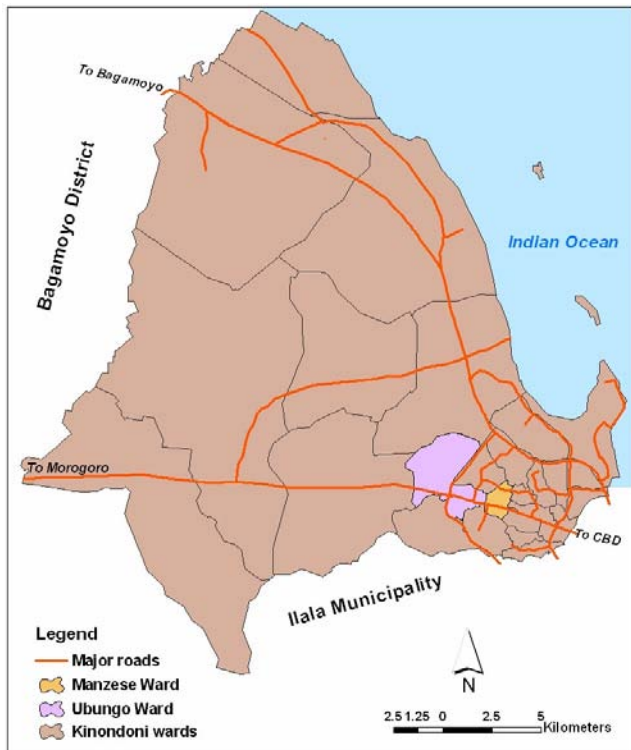 To Bagamoyo
Bagamoyo District
Indian Ocean
To Morogoro
To CBD
Ilala Municipality
Legend
Major roads
Manzese Ward
Ubungo Ward
Kinondoni wards
N
2.5 1.25 0 2.5 5
Kilometers